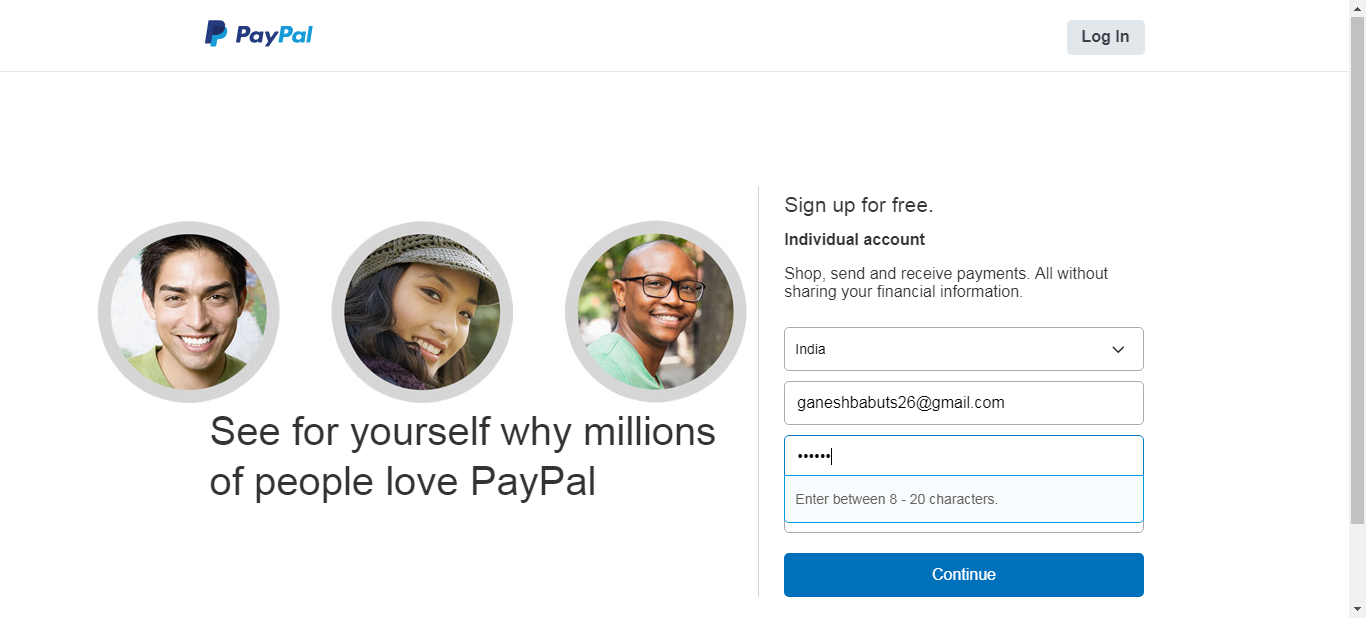 PayPal
Log In
See for yourself why millions
of people love PayPal
Sign up for free.
Individual account
Shop, send and receive payments. All without
sharing your financial information.
India
ganeshbabuts26@gmail.com
••••••
Enter between 8 - 20 characters.
Continue